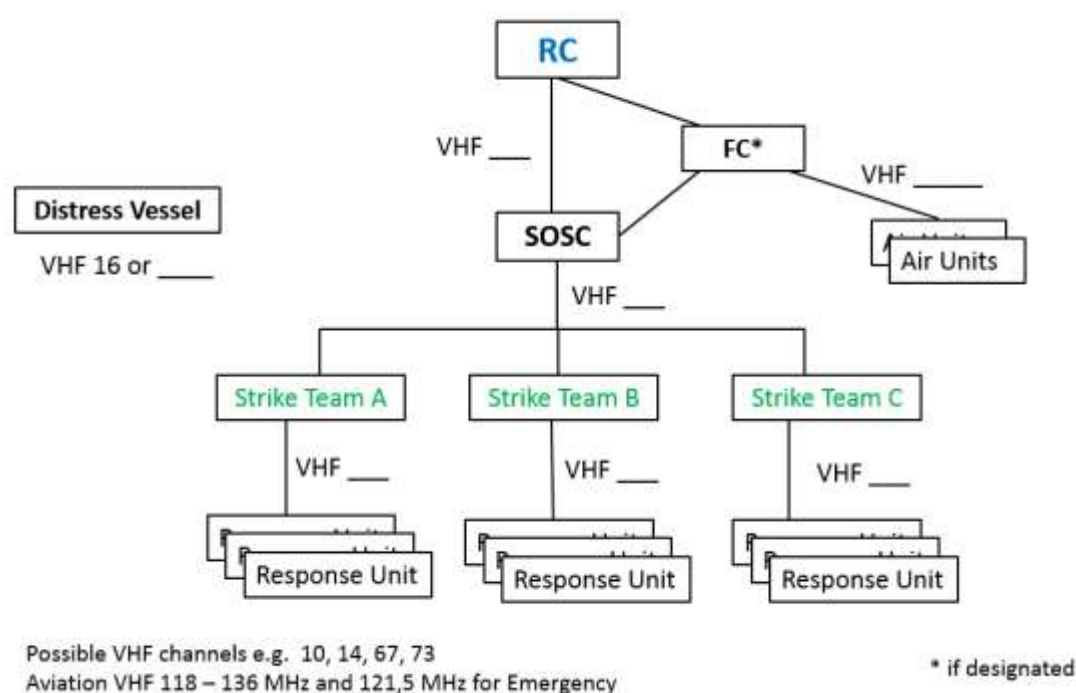 RC
VHF ___
FC*
VHF _____
Distress Vessel
SOSC
Air Units
VHF 16 or ____
VHF ___
Strike Team A
Strike Team B
Strike Team C
VHF ___
VHF ___
VHF ___
Response Unit
Response Unit
Response Unit
Possible VHF channels e.g. 10, 14, 67, 73
Aviation VHF 118 – 136 MHz and 121,5 MHz for Emergency
* if designated